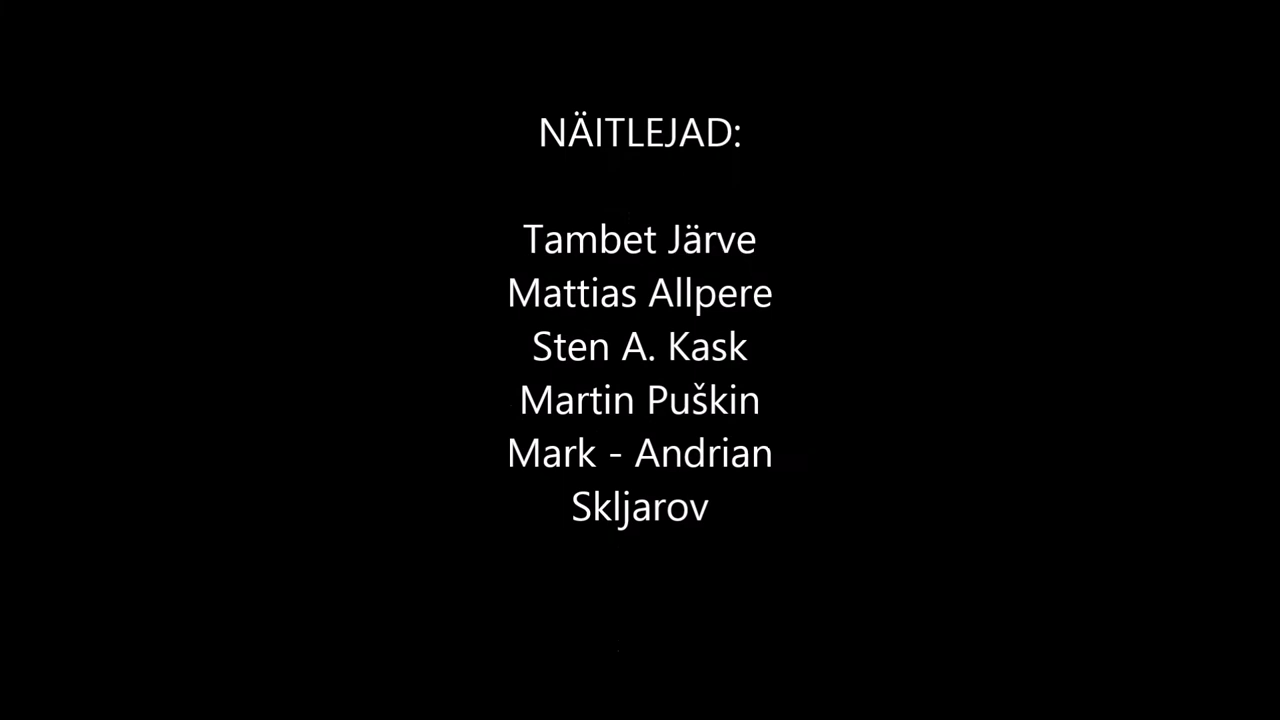 NÄITLEJAD:
Tambet Järve
Mattias Allpere
Sten A. Kask
Martin Puškin
Mark - Andrian
Skljarov